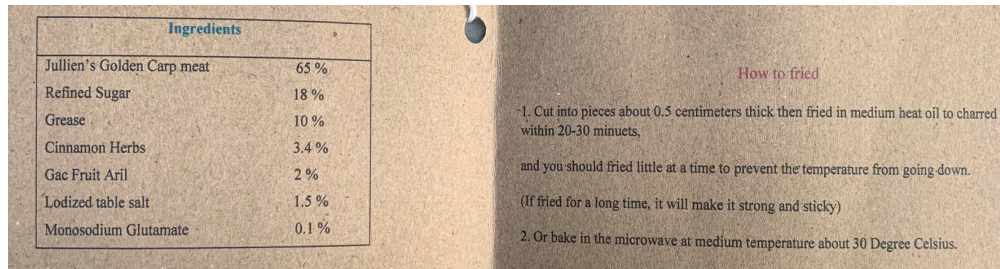 Ingredients
Jullien's Golden Carp meat 65 %
Refined Sugar 18 %
Grease 10 %
Cinnamon Herbs 3.4 %
Gac Fruit Aril 2 %
Lodized table salt 1.5 %
Monosodium Glutamate 0.1 %
How to fried
1. Cut into pieces about 0.5 centimeters thick then fried in medium heat oil to charred
within 20-30 minuets,
and you should fried little at a time to prevent the temperature from going down.
(If fried for a long time, it will make it strong and sticky)
2. Or bake in the microwave at medium temperature about 30 Degree Celsius.